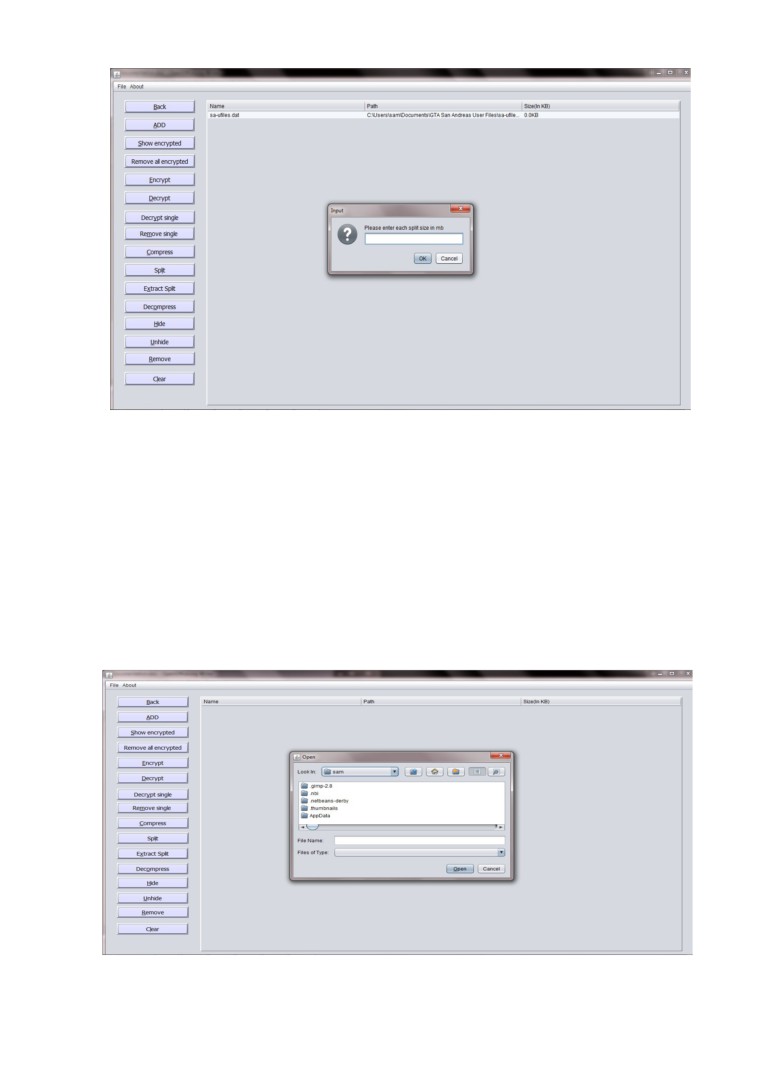 File About
Back
ADD
Show encrypted
Remove all encrypted
Encrypt
Decrypt
Decrypt single
Remove single
Compress
Split
Extract Split
Decompress
Hide
Unhide
Remove
Clear
Name Path Size(In KB)
sa-ufiles.dat C:\Users\sam\Documents\GTA San Andreas User Files\sa-ufile... 0.0KB
Input
Please enter each split size in mb
OK Cancel
File About
Back
ADD
Show encrypted
Remove all encrypted
Encrypt
Decrypt
Decrypt single
Remove single
Compress
Split
Extract Split
Decompress
Hide
Unhide
Remove
Clear
Name Path Size(In KB)
Open
Look In: sam
.gimp-2.8
.nbi
.netbeans-derby
.thumbnails
AppData
File Name:
Files of Type:
Open Cancel